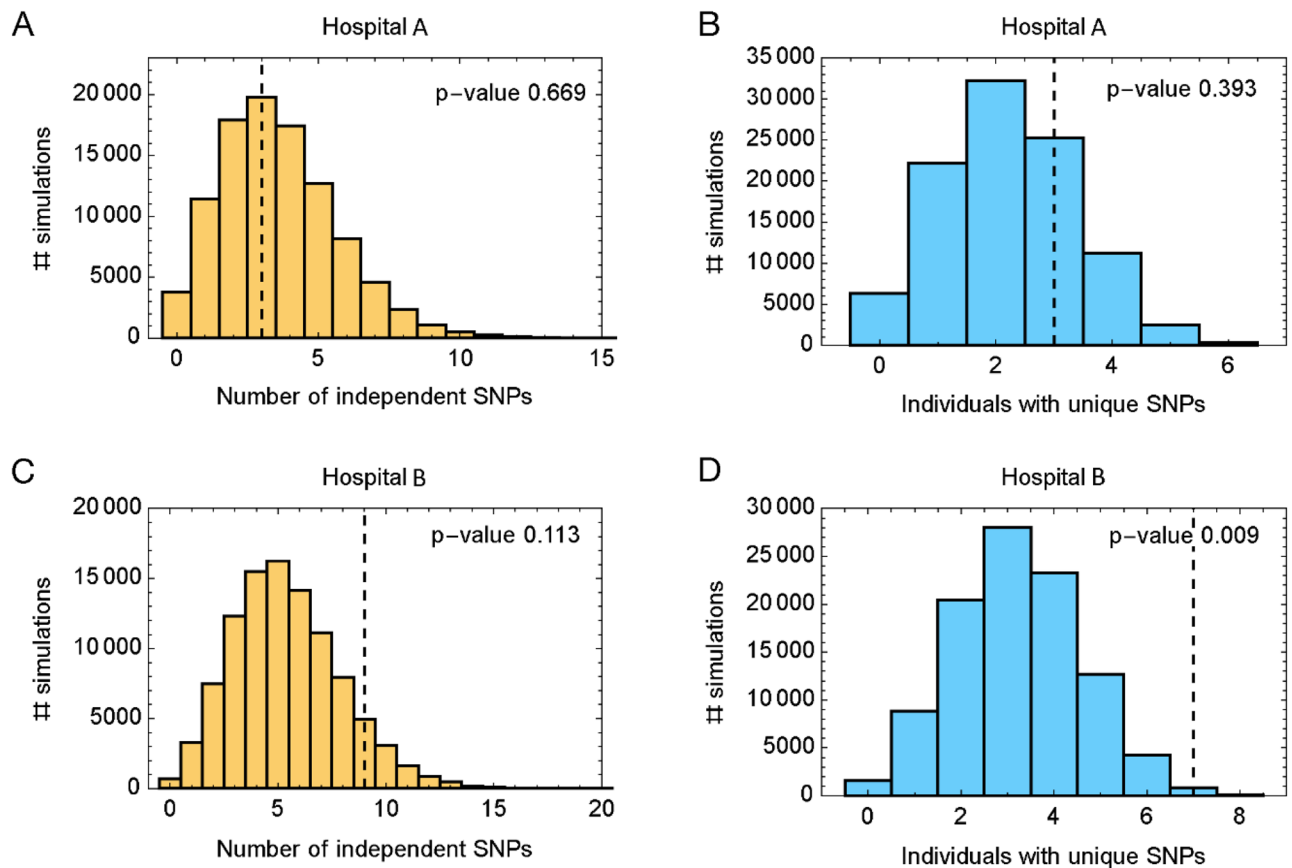 A
Hospital A
p-value 0.669
20 000
15 000
10 000
5000
0
# simulations
0 5 10 15
Number of independent SNPs
B
Hospital A
p-value 0.393
35 000
30 000
25 000
20 000
15 000
10 000
5000
0
# simulations
0 2 4 6
Individuals with unique SNPs
C
Hospital B
p-value 0.113
20 000
15 000
10 000
5000
0
# simulations
0 5 10 15 20
Number of independent SNPs
D
Hospital B
p-value 0.009
30 000
25 000
20 000
15 000
10 000
5000
0
# simulations
0 2 4 6 8
Individuals with unique SNPs